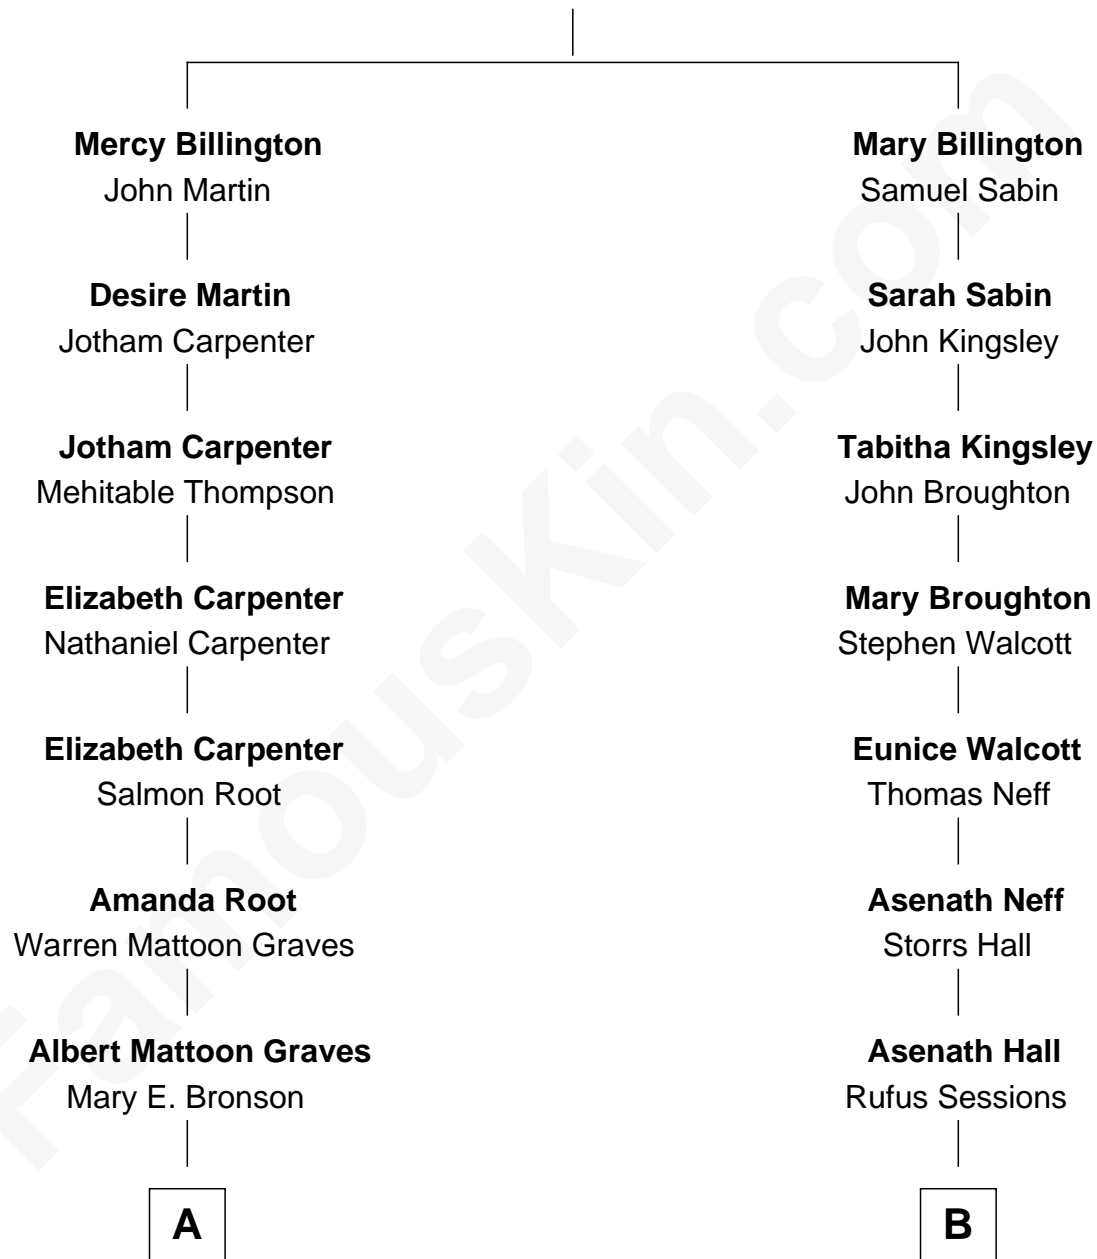 Mercy Billington
John Martin
Desire Martin
Jotham Carpenter
Jotham Carpenter
Mehitable Thompson
Elizabeth Carpenter
Nathaniel Carpenter
Elizabeth Carpenter
Salmon Root
Amanda Root
Warren Mattoon Graves
Albert Mattoon Graves
Mary E. Bronson
A
Mary Billington
Samuel Sabin
Sarah Sabin
John Kingsley
Tabitha Kingsley
John Broughton
Mary Broughton
Stephen Walcott
Eunice Walcott
Thomas Neff
Asenath Neff
Storrs Hall
Asenath Hall
Rufus Sessions
B
FamousKin.com